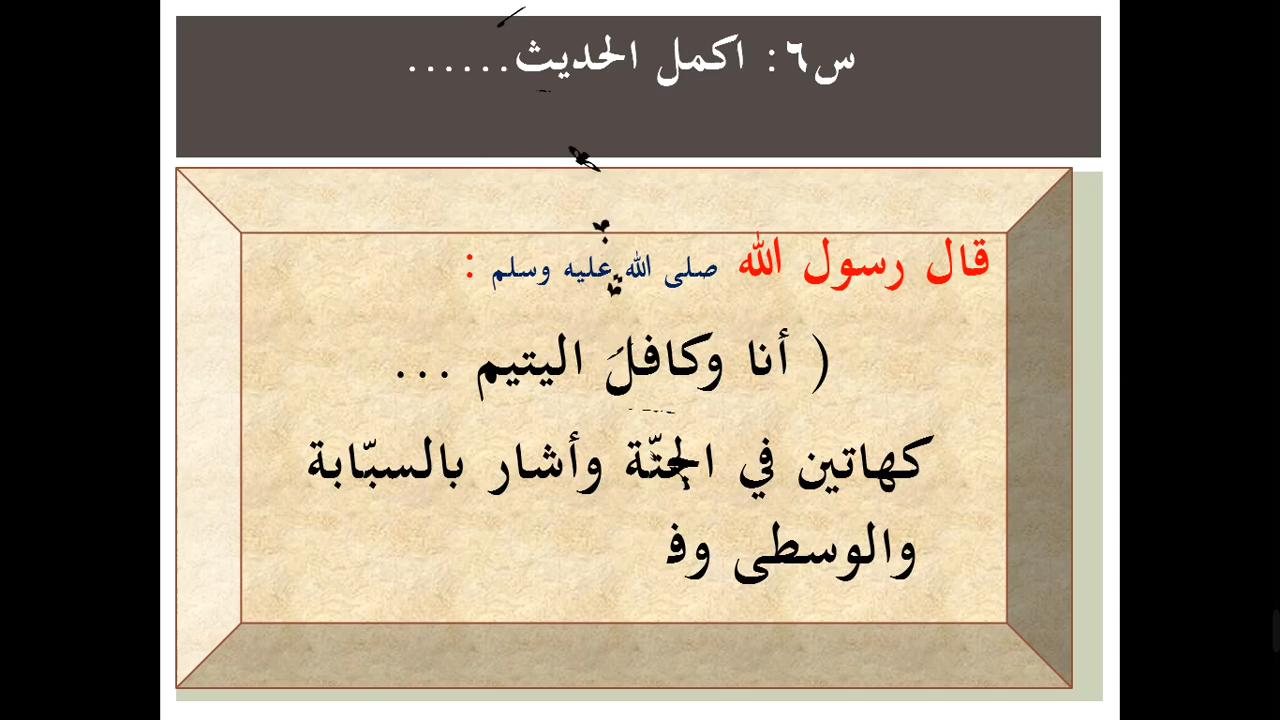 س٦: اكمل الحديث......
قال رسول الله صلى الله عليه وسلم :
( أنا وكافلَ اليتيم ...
كهاتين في الجنّة وأشار بالسبّابة
والوسطى وف